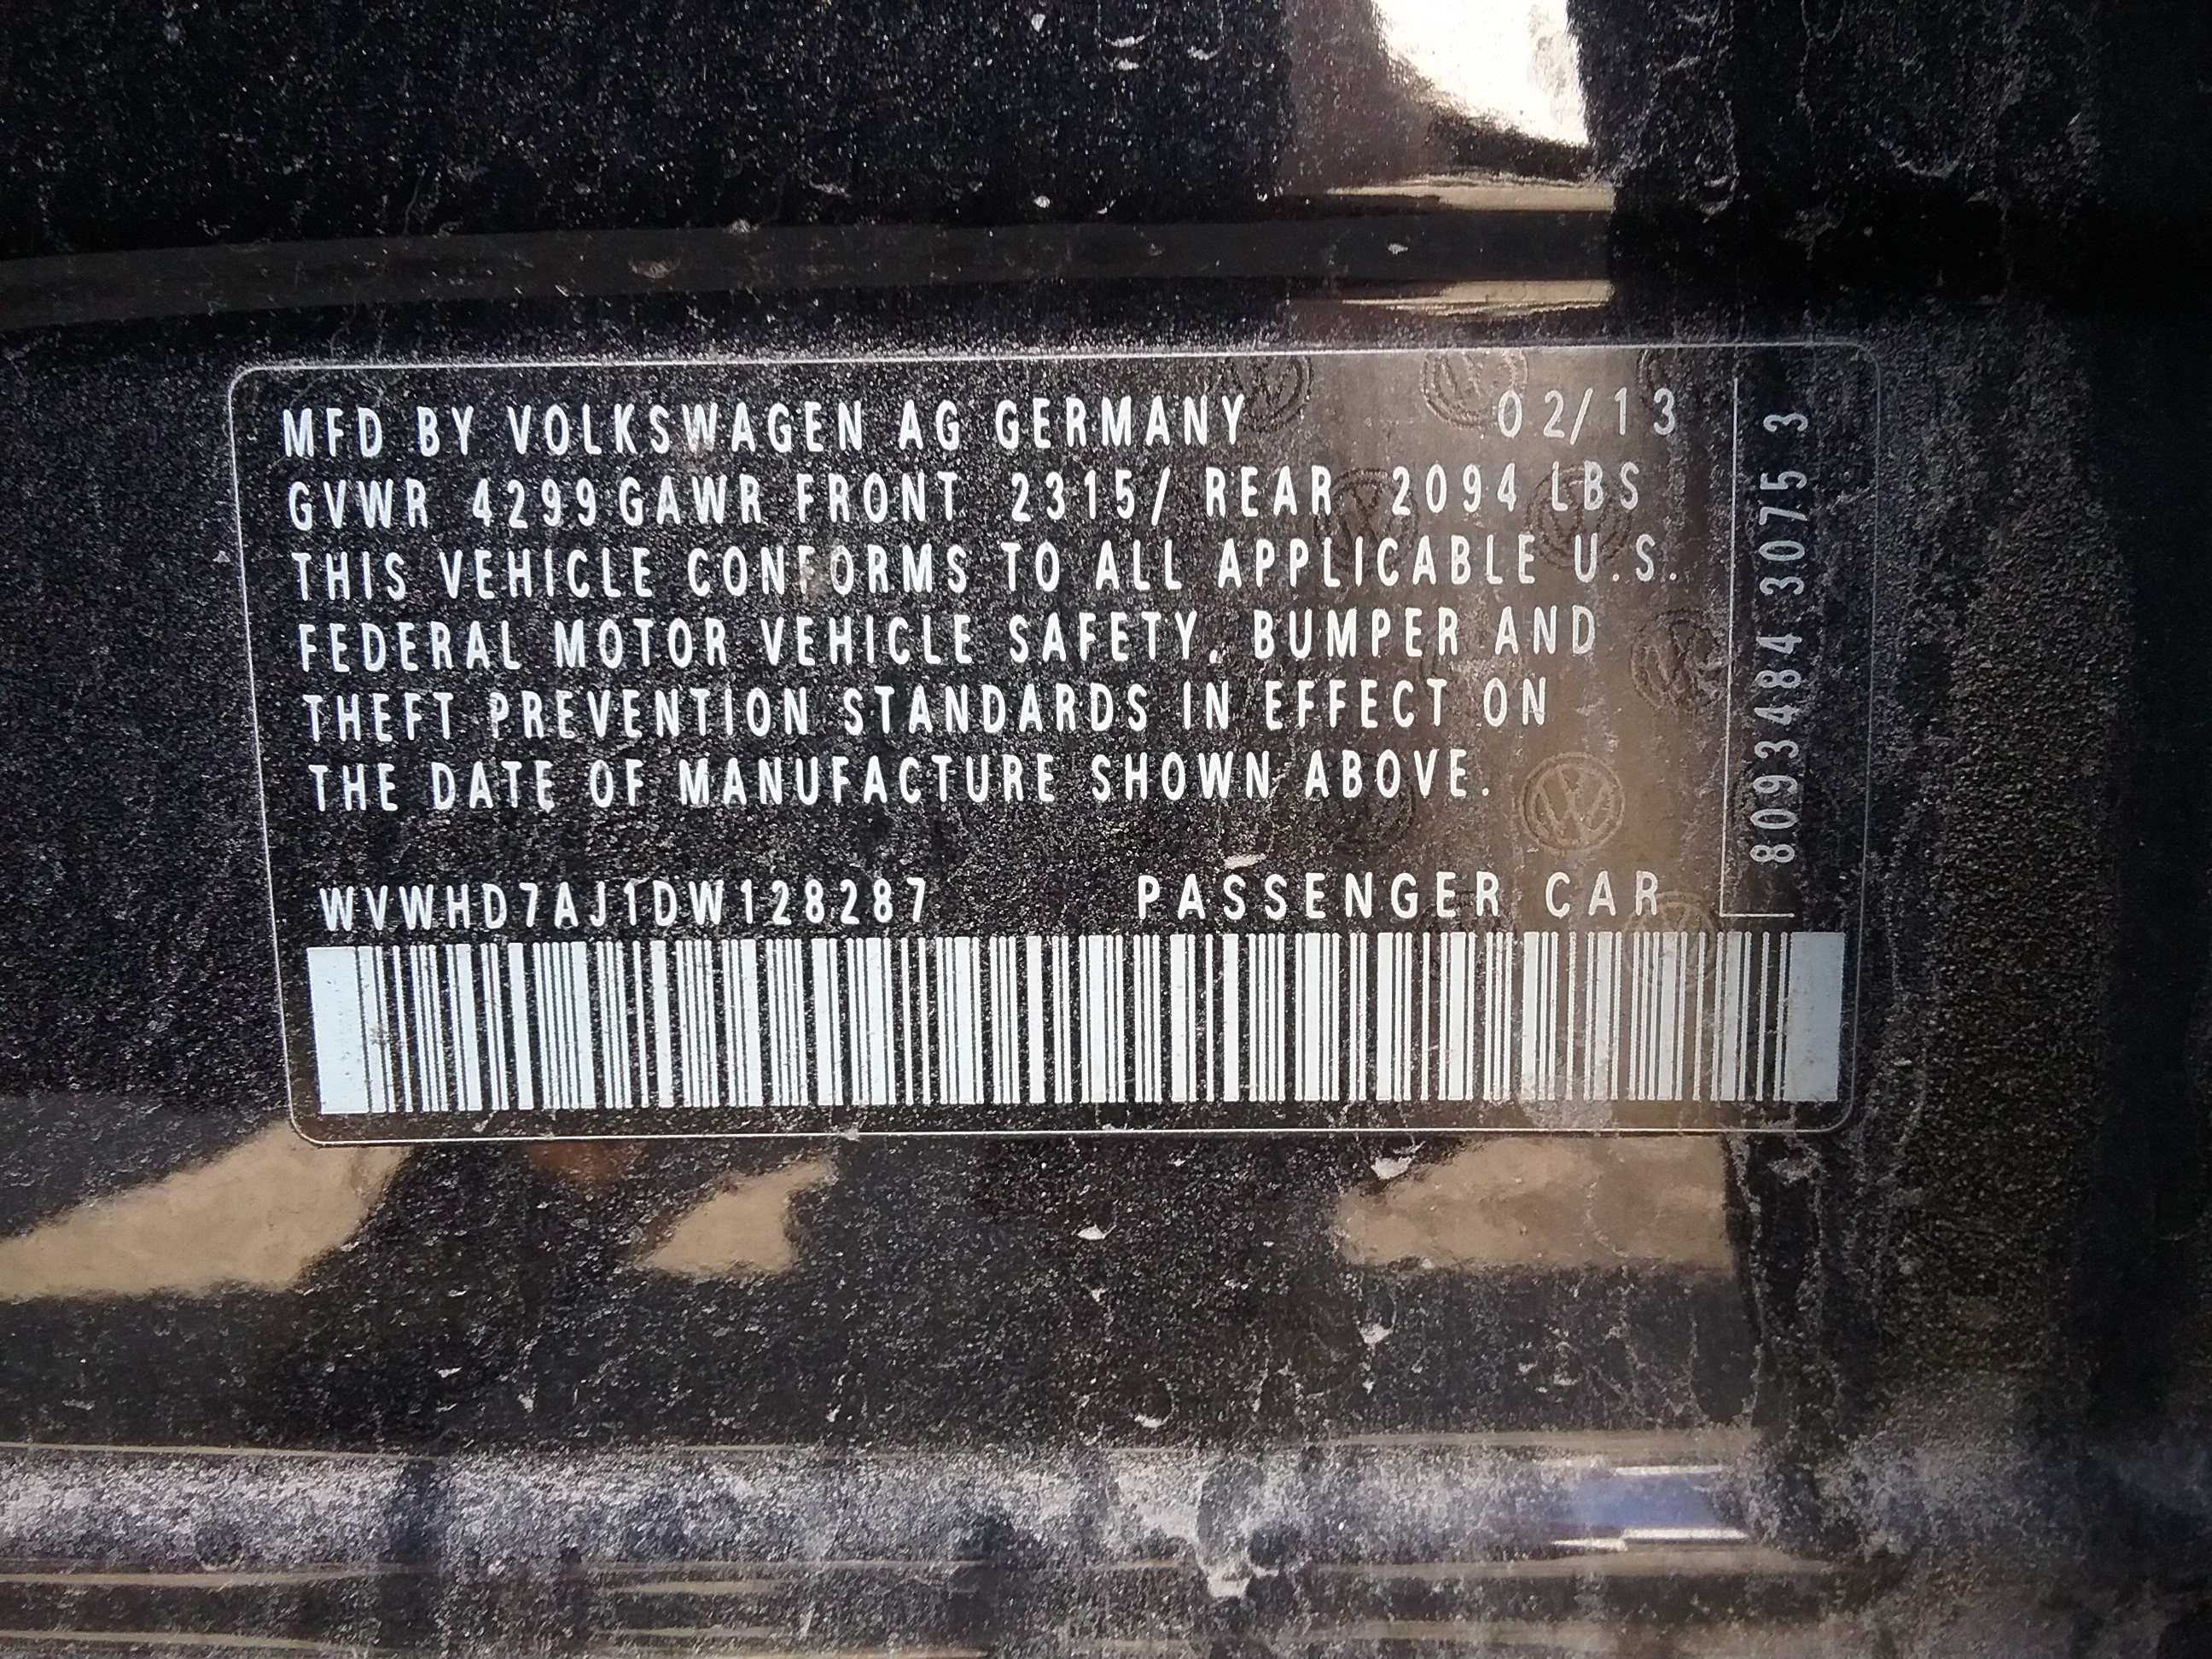 MFD BY VOLKSWAGEN AG GERMANY 02/13
GVWR 4299 GAWR FRONT 2315/ REAR 2094 LBS
THIS VEHICLE CONFORMS TO ALL APPLICABLE U.S.
FEDERAL MOTOR VEHICLE SAFETY, BUMPER AND
THEFT PREVENTION STANDARDS IN EFFECT ON
THE DATE OF MANUFACTURE SHOWN ABOVE.
WVWHD7AJ1DW128287 PASSENGER CAR
8093484 3075 3